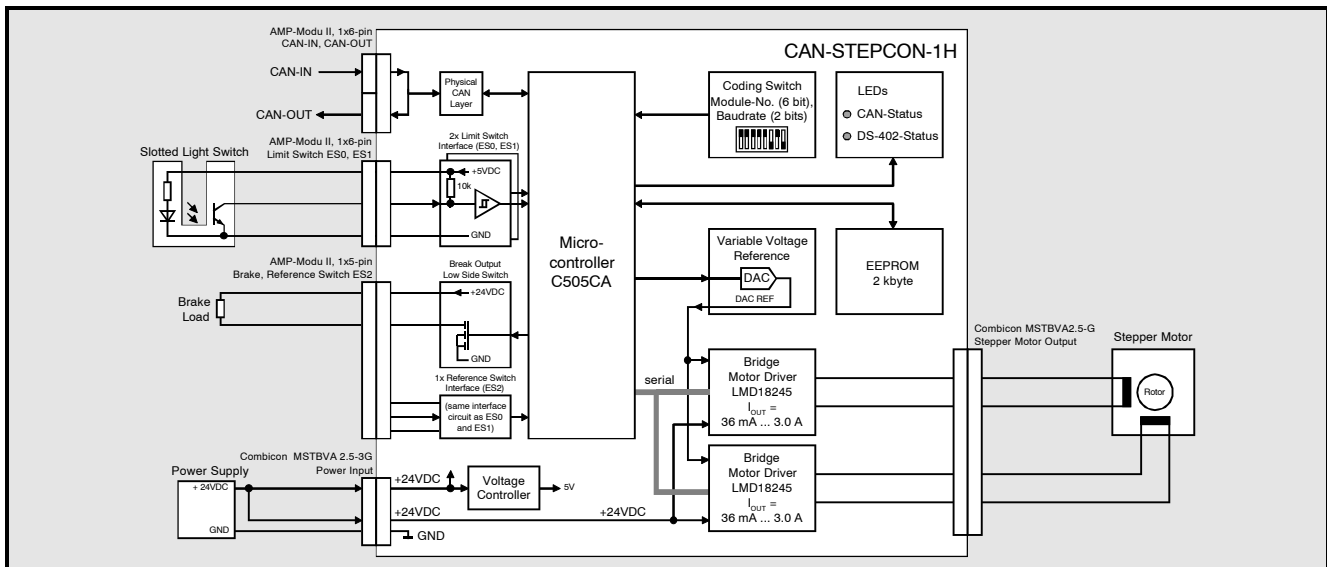 AMP-Modu II, 1x6-pin
CAN-IN, CAN-OUT
CAN-STEPCON-1H
CAN-IN
CAN-OUT
Physical
CAN
Layer
Coding Switch
Module-No. (6 bit),
Baudrate (2 bits)
LEDs
CAN-Status
DS-402-Status
AMP-Modu II, 1x6-pin
Limit Switch ES0, ES1
Slotted Light Switch
2x Limit Switch
Interface (ES0, ES1)
+5VDC
10k
GND
Micro-
controller
C505CA
Variable Voltage
Reference
DAC
DAC REF
EEPROM
2 kbyte
AMP-Modu II, 1x5-pin
Brake, Reference Switch ES2
Brake
Load
Break Output
Low Side Switch
+24VDC
GND
1x Reference Switch
Interface (ES2)
(same interface
circuit as ES0
and ES1)
serial
Bridge
Motor Driver
LMD18245
IOUT =
36 mA ... 3.0 A
Bridge
Motor Driver
LMD18245
IOUT =
36 mA ... 3.0 A
Combicon MSTBVA2.5-G
Stepper Motor Output
Stepper Motor
Rotor
Combicon MSTBVA 2.5-3G
Power Input
Power Supply
+ 24VDC
GND
+24VDC
Voltage
Controller
5V
+24VDC
+24VDC
GND